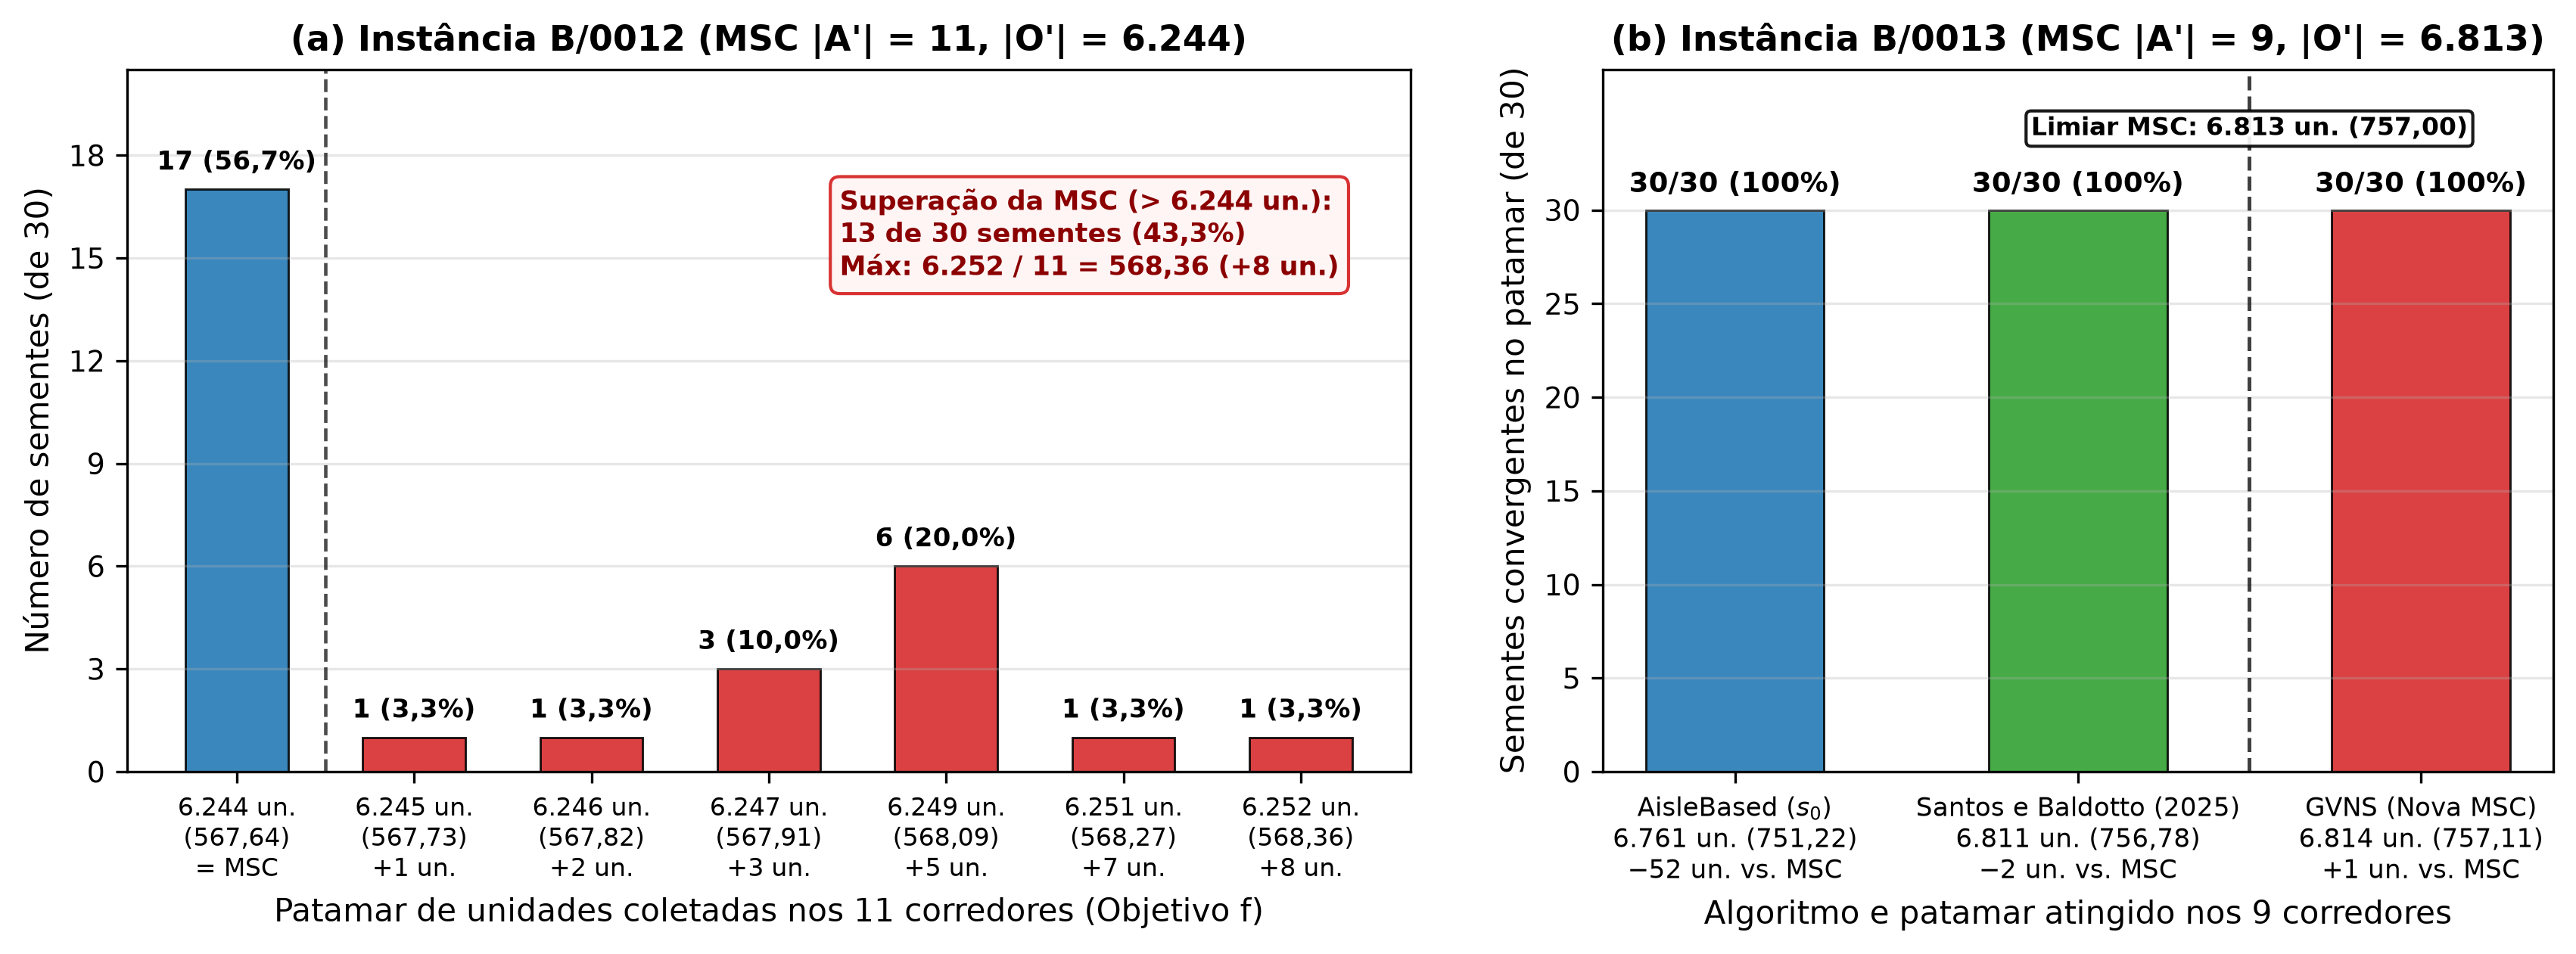 (a) Instância B/0012 (MSC |A'| = 11, |O'| = 6.244)
Número de sementes (de 30)
18
15
12
9
6
3
0
17 (56,7%)
1 (3,3%)
1 (3,3%)
3 (10,0%)
6 (20,0%)
1 (3,3%)
1 (3,3%)
Superação da MSC (> 6.244 un.):
13 de 30 sementes (43,3%)
Máx: 6.252 / 11 = 568,36 (+8 un.)
6.244 un.
(567,64)
= MSC
6.245 un.
(567,73)
+1 un.
6.246 un.
(567,82)
+2 un.
6.247 un.
(567,91)
+3 un.
6.249 un.
(568,09)
+5 un.
6.251 un.
(568,27)
+7 un.
6.252 un.
(568,36)
+8 un.
Patamar de unidades coletadas nos 11 corredores (Objetivo f)
(b) Instância B/0013 (MSC |A'| = 9, |O'| = 6.813)
Sementes convergentes no patamar (de 30)
30
25
20
15
10
5
0
Limiar MSC: 6.813 un. (757,00)
30/30 (100%)
30/30 (100%)
30/30 (100%)
AisleBased (s₀)
6.761 un. (751,22)
−52 un. vs. MSC
Santos e Baldotto (2025)
6.811 un. (756,78)
−2 un. vs. MSC
GVNS (Nova MSC)
6.814 un. (757,11)
+1 un. vs. MSC
Algoritmo e patamar atingido nos 9 corredores